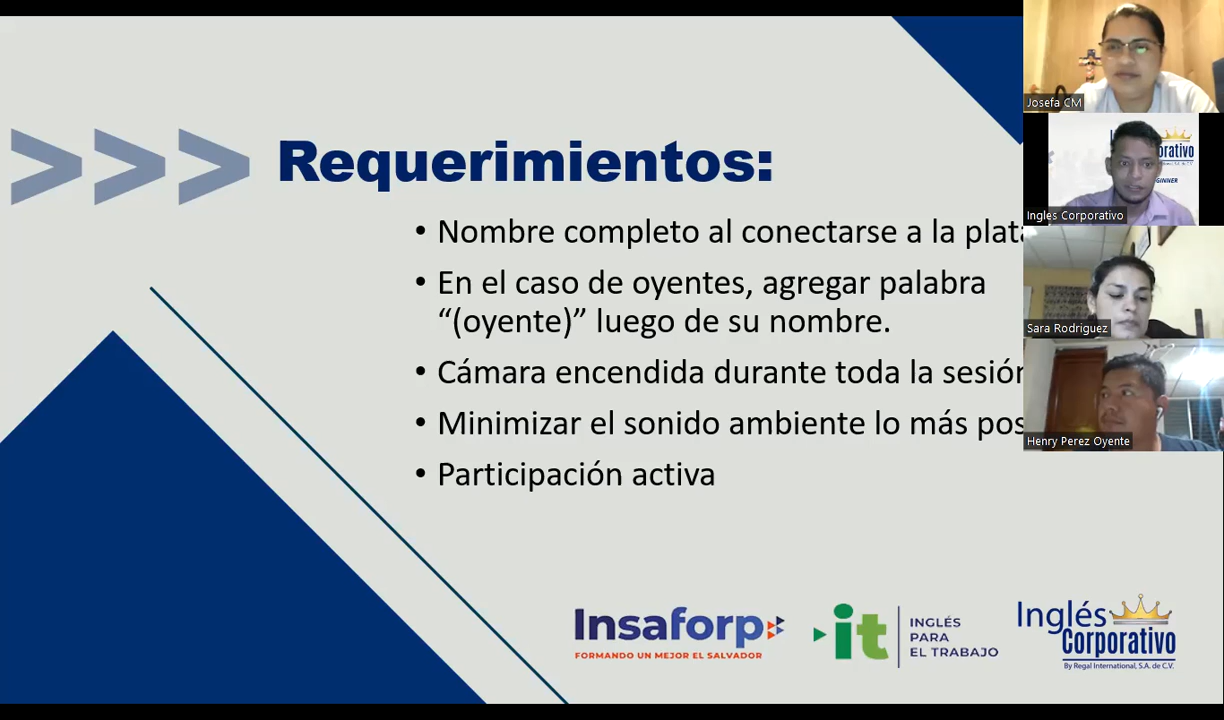 >>> Requerimientos:
• Nombre completo al conectarse a la
• En el caso de oyentes, agregar palabra
“(oyente)” luego de su nombre.
• Cámara encendida durante toda la
• Minimizar el sonido ambiente lo más
• Participación activa
Insaforp
FORMANDO UN MEJOR EL SALVADOR
it
INGLÉS
PARA
EL TRABAJO
Inglés
Corporativo
By Regal International, S.A. de C.V.
Josefa CM
Inglés Corporativo
Sara Rodriguez
Henry Perez Oyente